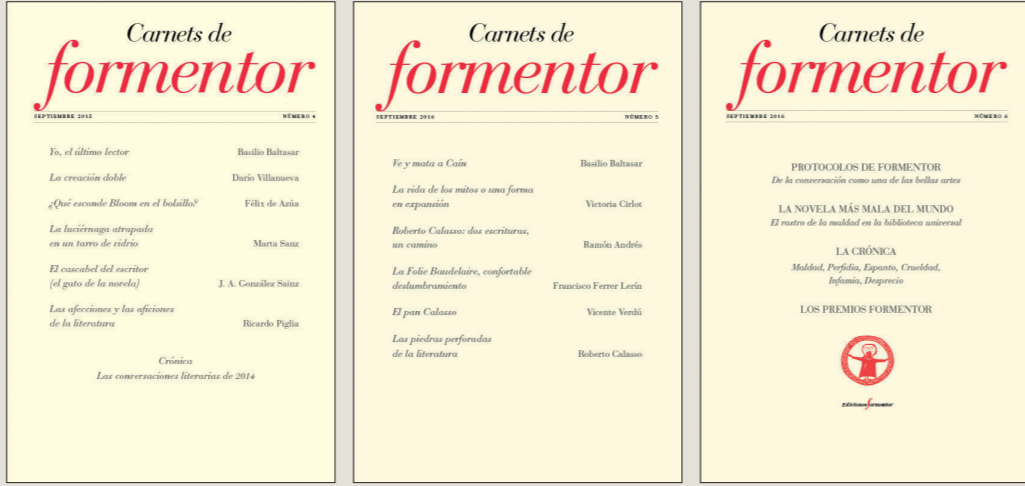 Carnets de
formentor
SEPTIEMBRE 2015 NÚMERO 4
Yo, el último lector Basilio Baltasar
La creación doble Darío Villanueva
¿Qué esconde Bloom en el bolsillo? Félix de Azúa
La luciérnaga atrapada
en un tarro de vidrio Marta Sanz
El cascabel del escritor
(el gato de la novela) J. A. González Sainz
Las afecciones y las aficiones
de la literatura Ricardo Piglia
Crónica
Las conversaciones literarias de 2014
Carnets de
formentor
SEPTIEMBRE 2016 NÚMERO 5
Ve y mata a Caín Basilio Baltasar
La vida de los mitos o una forma
en expansión Victoria Cirlot
Roberto Calasso: dos escrituras,
un camino Ramón Andrés
La Folie Baudelaire, confortable
deslumbramiento Francisco Ferrer Lerín
El pan Calasso Vicente Verdú
Las piedras perforadas
de la literatura Roberto Calasso
Carnets de
formentor
SEPTIEMBRE 2016 NÚMERO 6
PROTOCOLOS DE FORMENTOR
De la conversación como una de las bellas artes
LA NOVELA MÁS MALA DEL MUNDO
El rastro de la maldad en la biblioteca universal
LA CRÓNICA
Maldad, Perfidia, Espanto, Crueldad,
Infamia, Desprecio
LOS PREMIOS FORMENTOR
Ediciones formentor